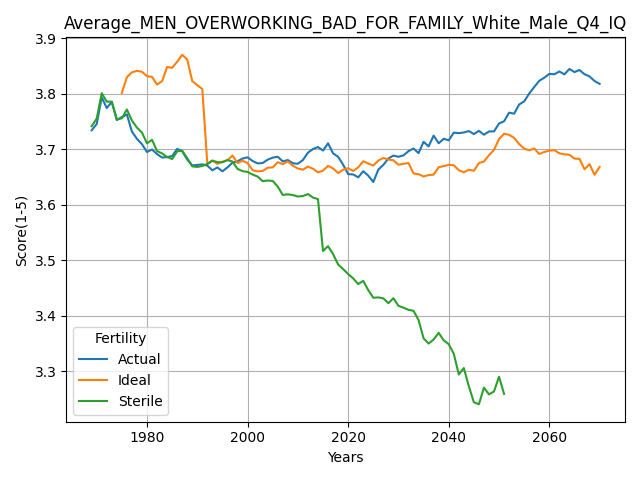 Average_MEN_OVERWORKING_BAD_FOR_FAMILY_White_Male_Q4_IQ
3.9
3.8
3.7
3.6
3.5
3.4
3.3
Score(1-5)
Fertility
Actual
Ideal
Sterile
1980
2000
2020
2040
2060
Years